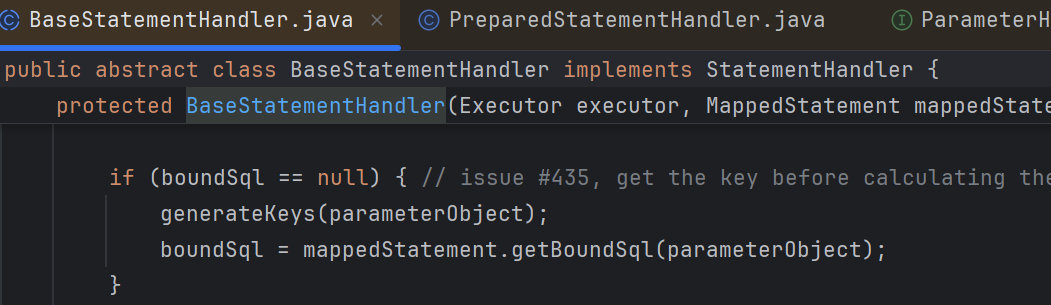 BaseStatementHandler.java × PreparedStatementHandler.java ParameterH
public abstract class BaseStatementHandler implements StatementHandler {
protected BaseStatementHandler(Executor executor, MappedStatement mappedState
if (boundSql == null) { // issue #435, get the key before calculating the
generateKeys(parameterObject);
boundSql = mappedStatement.getBoundSql(parameterObject);
}